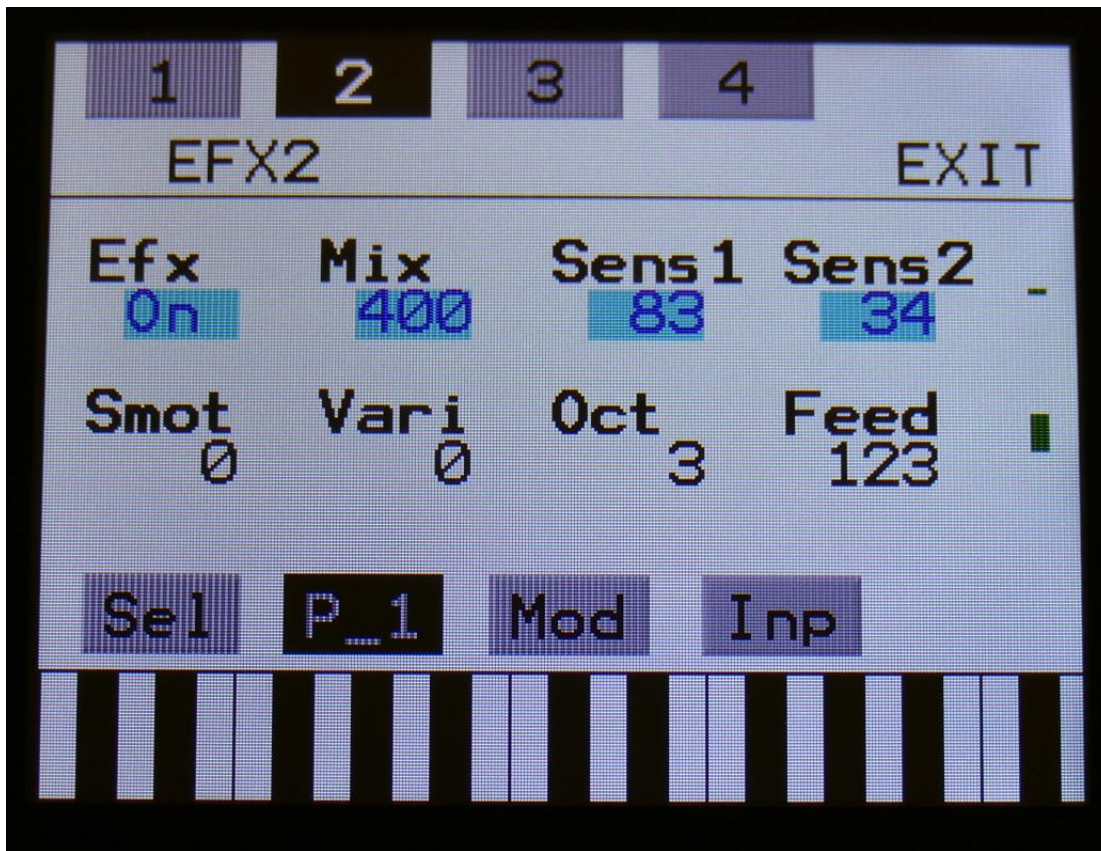 1 2 3 4
EFX2 EXIT
Efx Mix Sens1 Sens2
On 400 83 34
Smot Vari Oct Feed
0 0 3 123
Sel P_1 Mod Inp